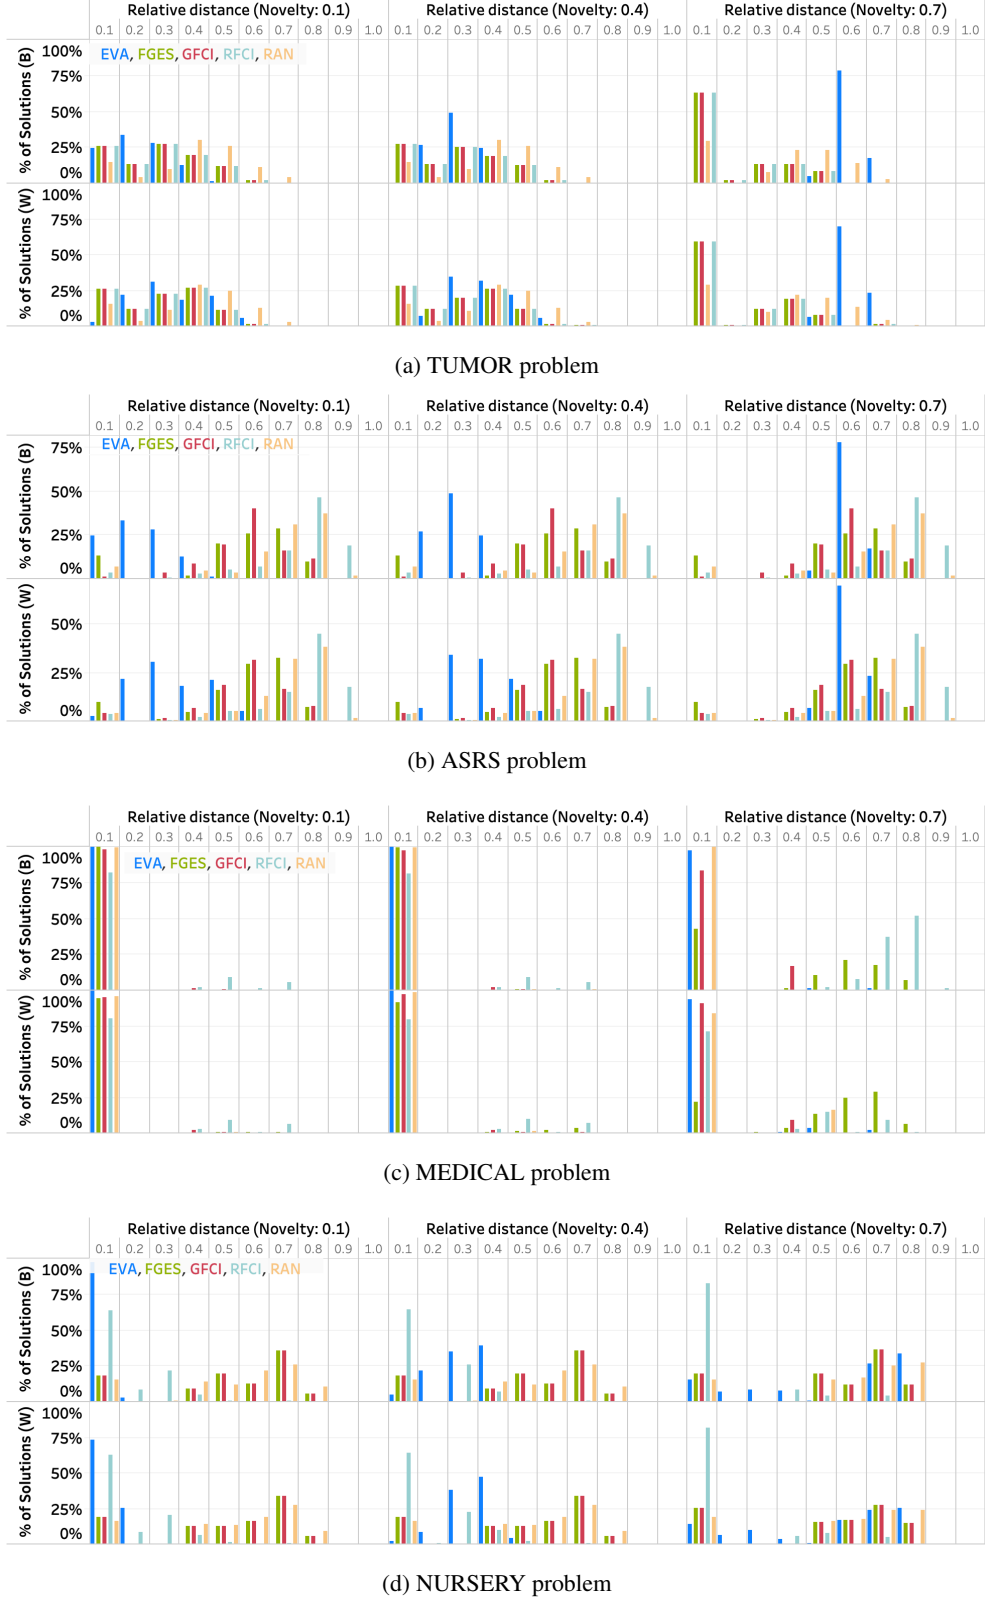 Relative distance (Novelty: 0.1) Relative distance (Novelty: 0.4) Relative distance (Novelty: 0.7)
0.1 0.2 0.3 0.4 0.5 0.6 0.7 0.8 0.9 1.0 0.1 0.2 0.3 0.4 0.5 0.6 0.7 0.8 0.9 1.0 0.1 0.2 0.3 0.4 0.5 0.6 0.7 0.8 0.9 1.0
% of Solutions (B)
100%
75%
50%
25%
0%
EVA, FGES, GFCI, RFCI, RAN
% of Solutions (W)
100%
75%
50%
25%
0%
(a) TUMOR problem
Relative distance (Novelty: 0.1) Relative distance (Novelty: 0.4) Relative distance (Novelty: 0.7)
0.1 0.2 0.3 0.4 0.5 0.6 0.7 0.8 0.9 1.0 0.1 0.2 0.3 0.4 0.5 0.6 0.7 0.8 0.9 1.0 0.1 0.2 0.3 0.4 0.5 0.6 0.7 0.8 0.9 1.0
% of Solutions (B)
75%
50%
25%
0%
EVA, FGES, GFCI, RFCI, RAN
% of Solutions (W)
50%
25%
0%
(b) ASRS problem
Relative distance (Novelty: 0.1) Relative distance (Novelty: 0.4) Relative distance (Novelty: 0.7)
0.1 0.2 0.3 0.4 0.5 0.6 0.7 0.8 0.9 1.0 0.1 0.2 0.3 0.4 0.5 0.6 0.7 0.8 0.9 1.0 0.1 0.2 0.3 0.4 0.5 0.6 0.7 0.8 0.9 1.0
% of Solutions (B)
100%
75%
50%
25%
0%
EVA, FGES, GFCI, RFCI, RAN
% of Solutions (W)
100%
75%
50%
25%
0%
(c) MEDICAL problem
Relative distance (Novelty: 0.1) Relative distance (Novelty: 0.4) Relative distance (Novelty: 0.7)
0.1 0.2 0.3 0.4 0.5 0.6 0.7 0.8 0.9 1.0 0.1 0.2 0.3 0.4 0.5 0.6 0.7 0.8 0.9 1.0 0.1 0.2 0.3 0.4 0.5 0.6 0.7 0.8 0.9 1.0
% of Solutions (B)
100%
75%
50%
25%
0%
EVA, FGES, GFCI, RFCI, RAN
% of Solutions (W)
100%
75%
50%
25%
0%
(d) NURSERY problem